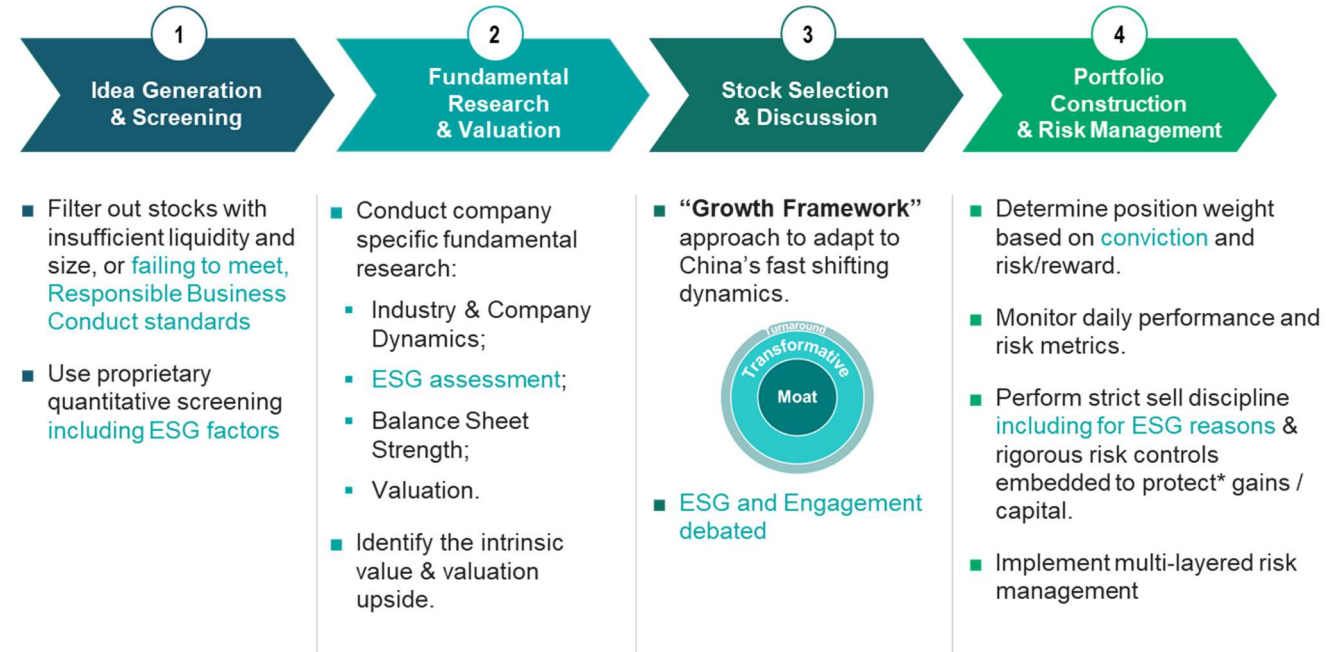 1
Idea Generation
& Screening
2
Fundamental
Research
& Valuation
3
Stock Selection
& Discussion
4
Portfolio
Construction
& Risk Management
■ Filter out stocks with
insufficient liquidity and
size, or failing to meet,
Responsible Business
Conduct standards
■ Use proprietary
quantitative screening
including ESG factors
■ Conduct company
specific fundamental
research:
▪ Industry & Company
Dynamics;
▪ ESG assessment;
▪ Balance Sheet
Strength;
▪ Valuation.
■ Identify the intrinsic
value & valuation
upside.
■ “Growth Framework”
approach to adapt to
China’s fast shifting
dynamics.
Turnaround
Transformative
Moat
■ ESG and Engagement
debated
■ Determine position weight
based on conviction and
risk/reward.
■ Monitor daily performance and
risk metrics.
■ Perform strict sell discipline
including for ESG reasons &
rigorous risk controls
embedded to protect* gains /
capital.
■ Implement multi-layered risk
management